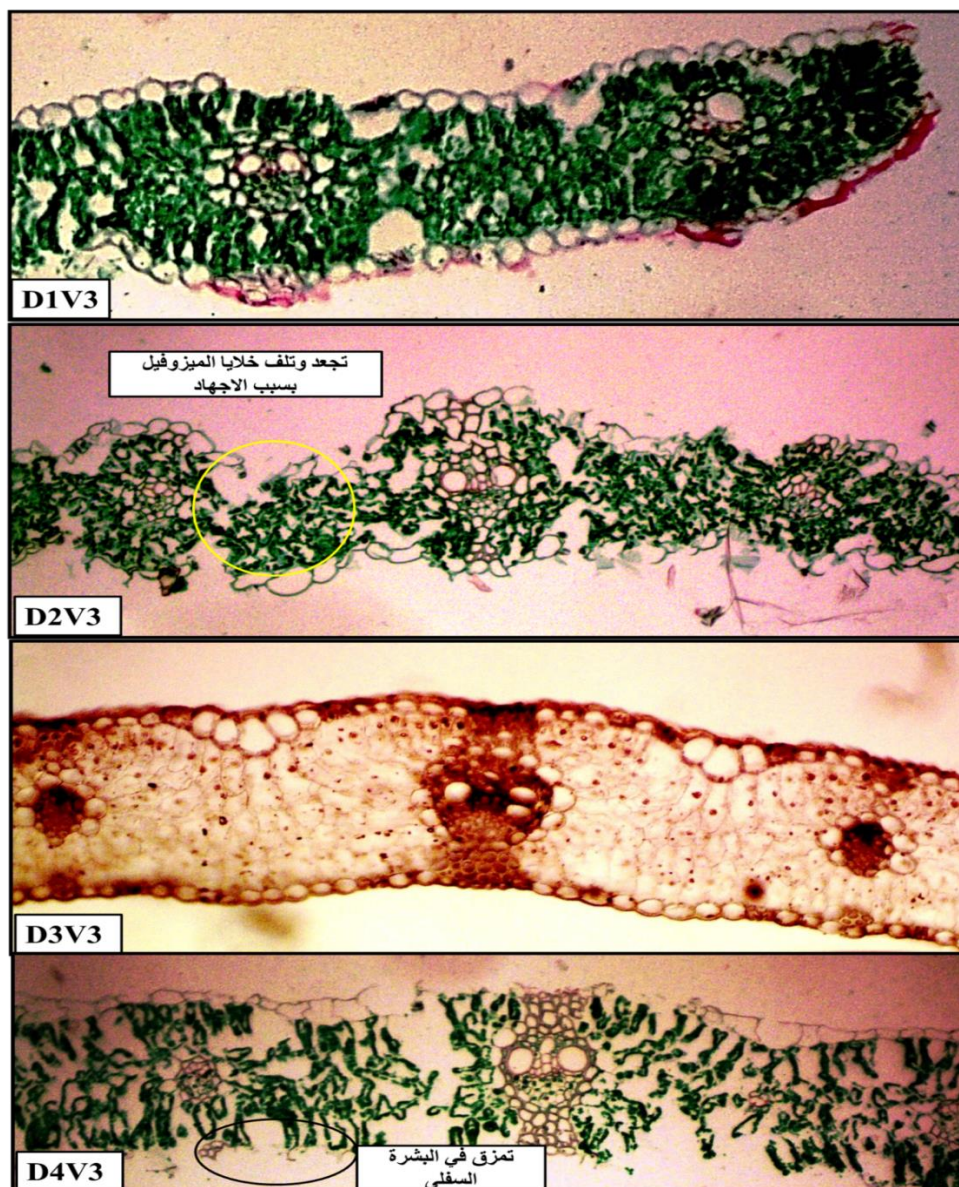 D1V3
تجعد وتلف خلايا الميزوفيل
بسبب الاجهاد
D2V3
D3V3
تمزق في البشرة
السفلى
D4V3